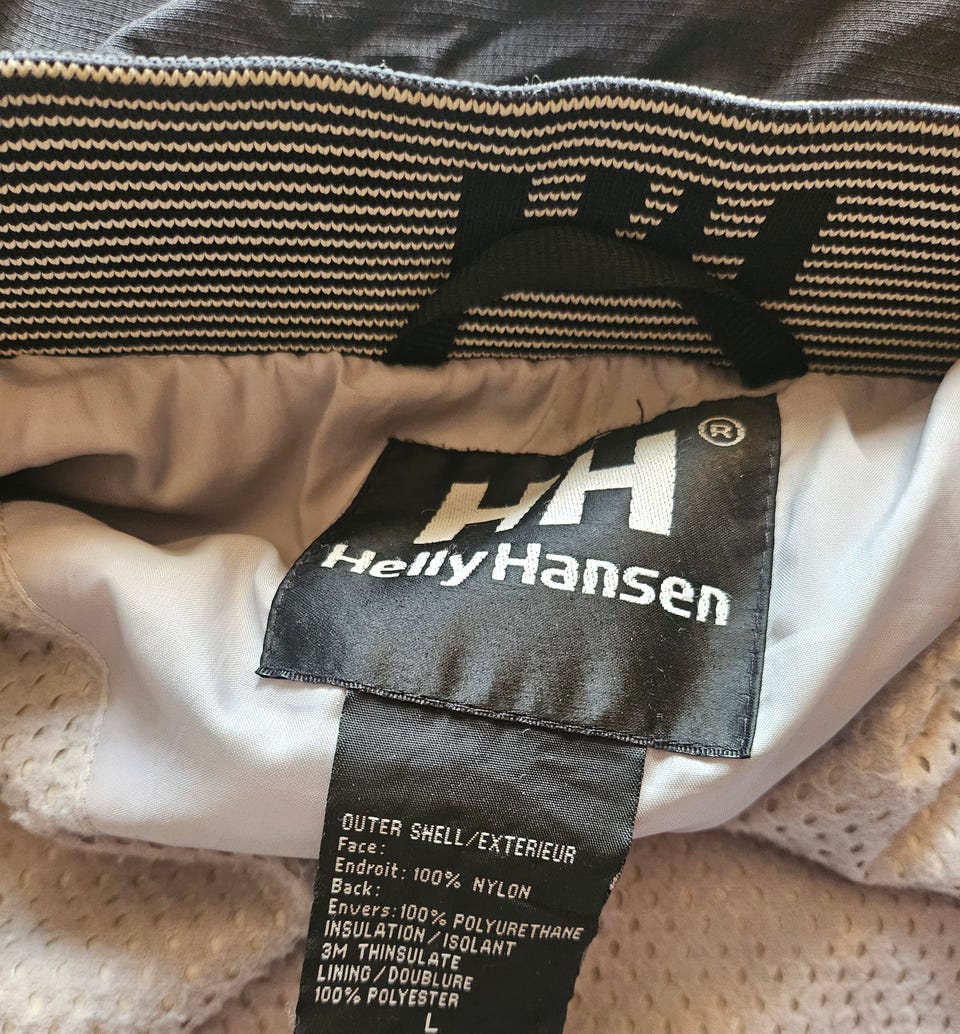 HH®
Helly Hansen
OUTER SHELL/EXTERIEUR
Face:
Endroit: 100% NYLON
Back:
Envers: 100% POLYURETHANE
INSULATION/ISOLANT
3M THINSULATE
LINING/DOUBLURE
100% POLYESTER
L